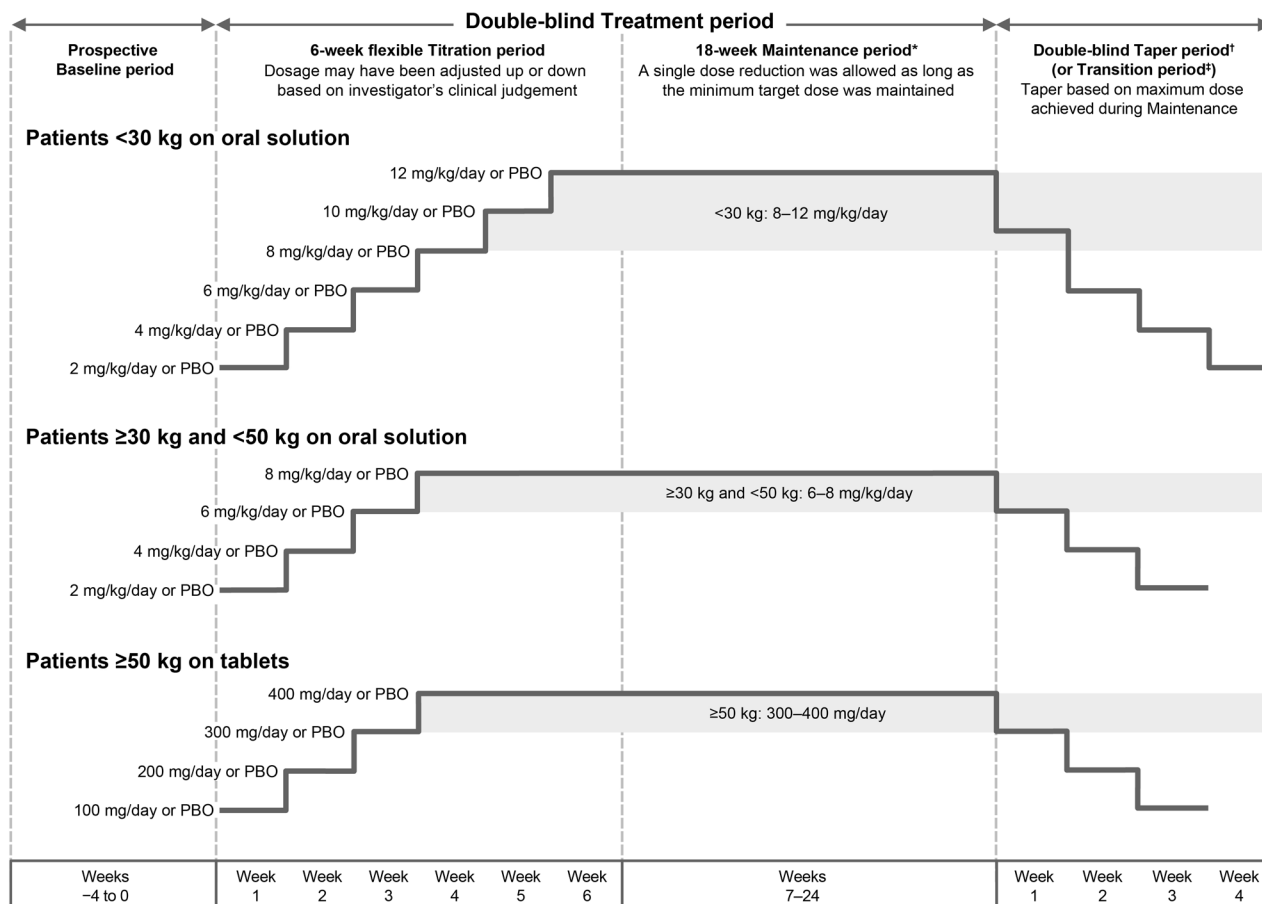 Double-blind Treatment period
Prospective
Baseline period
6-week flexible Titration period
Dosage may have been adjusted up or down
based on investigator’s clinical judgement
18-week Maintenance period*
A single dose reduction was allowed as long as
the minimum target dose was maintained
Double-blind Taper period†
(or Transition period‡)
Taper based on maximum dose
achieved during Maintenance
Patients <30 kg on oral solution
12 mg/kg/day or PBO
10 mg/kg/day or PBO
8 mg/kg/day or PBO
6 mg/kg/day or PBO
4 mg/kg/day or PBO
2 mg/kg/day or PBO
<30 kg: 8–12 mg/kg/day
Patients ≥30 kg and <50 kg on oral solution
8 mg/kg/day or PBO
6 mg/kg/day or PBO
4 mg/kg/day or PBO
2 mg/kg/day or PBO
≥30 kg and <50 kg: 6–8 mg/kg/day
Patients ≥50 kg on tablets
400 mg/day or PBO
300 mg/day or PBO
200 mg/day or PBO
100 mg/day or PBO
≥50 kg: 300–400 mg/day
Weeks
−4 to 0
Week
1
Week
2
Week
3
Week
4
Week
5
Week
6
Weeks
7–24
Week
1
Week
2
Week
3
Week
4